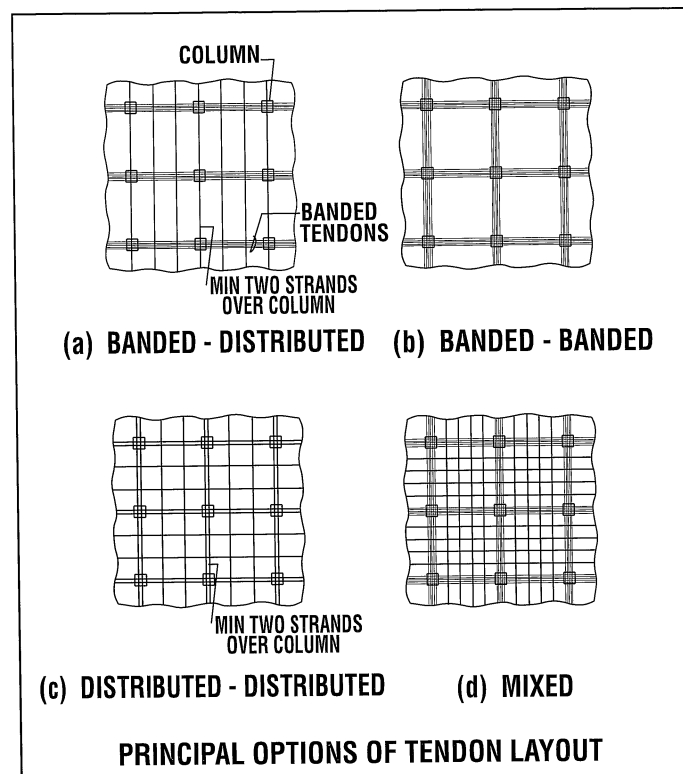 COLUMN
BANDED
TENDONS
MIN TWO STRANDS
OVER COLUMN
(a) BANDED - DISTRIBUTED
(b) BANDED - BANDED
MIN TWO STRANDS
OVER COLUMN
(c) DISTRIBUTED - DISTRIBUTED
(d) MIXED
PRINCIPAL OPTIONS OF TENDON LAYOUT